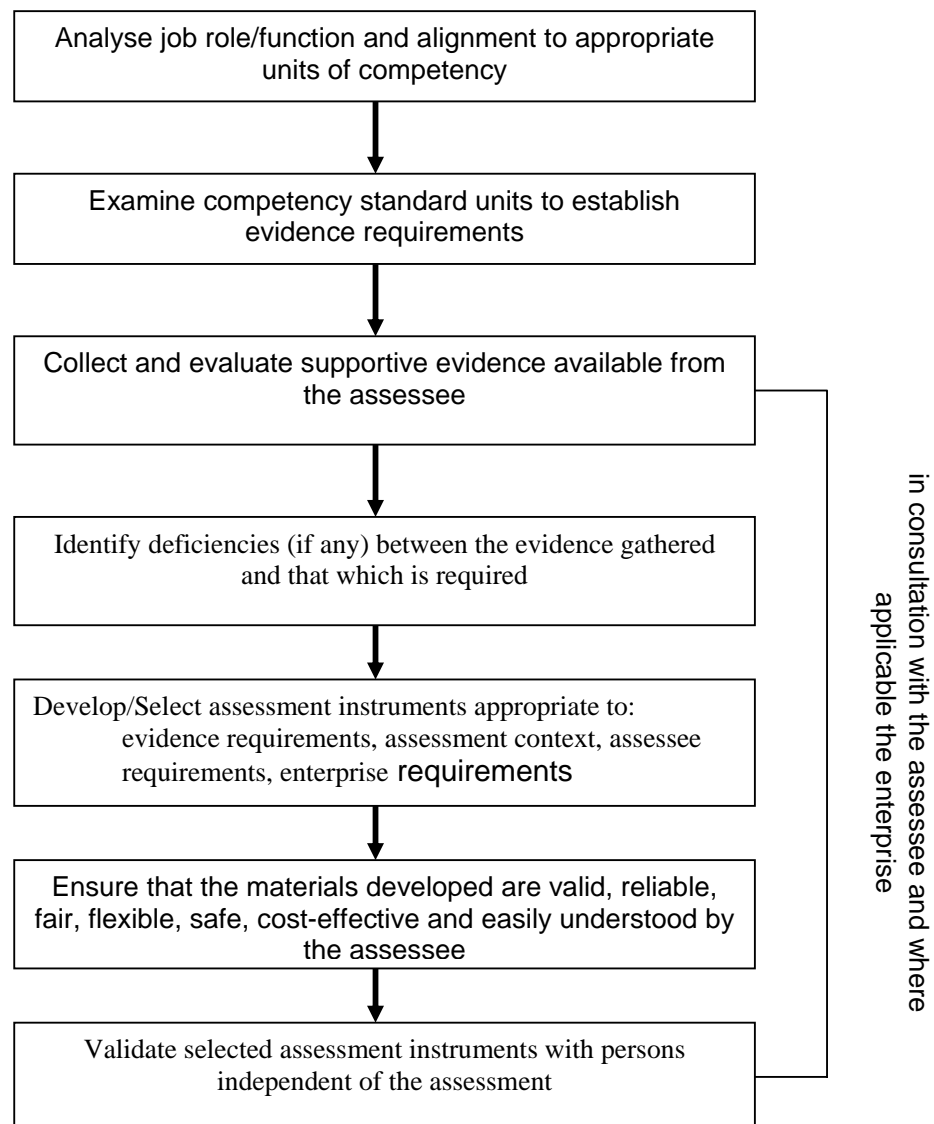 Analyse job role/function and alignment to appropriate
units of competency
Examine competency standard units to establish
evidence requirements
Collect and evaluate supportive evidence available from
the assessee
Identify deficiencies (if any) between the evidence gathered
and that which is required
Develop/Select assessment instruments appropriate to:
evidence requirements, assessment context, assessee
requirements, enterprise requirements
Ensure that the materials developed are valid, reliable,
fair, flexible, safe, cost-effective and easily understood by
the assessee
Validate selected assessment instruments with persons
independent of the assessment
in consultation with the assessee and where
applicable the enterprise